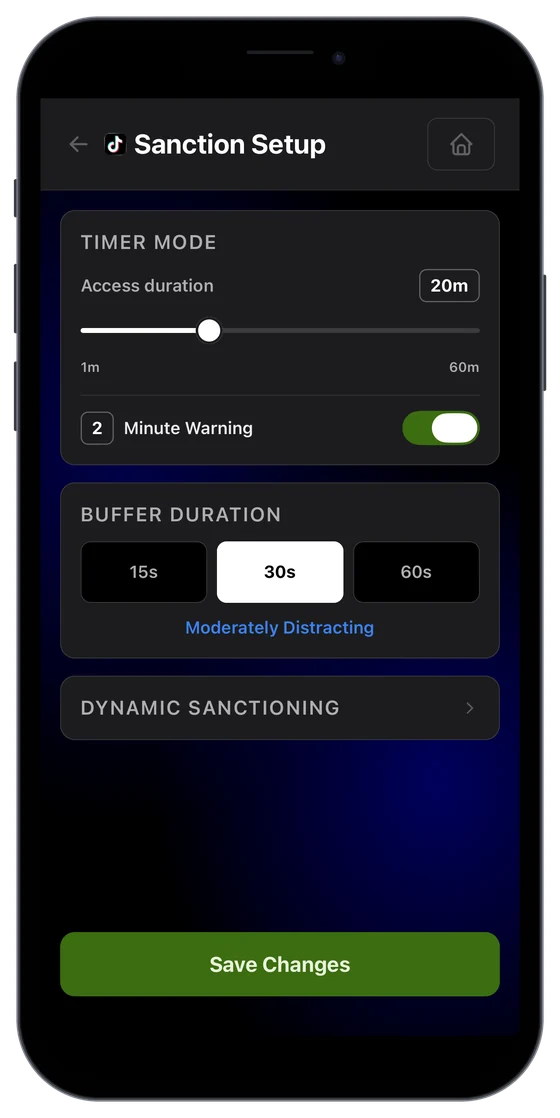 Sanction Setup
TIMER MODE
Access duration
20m
1m
60m
2 Minute Warning
BUFFER DURATION
15s
30s
60s
Moderately Distracting
DYNAMIC SANCTIONING
Save Changes